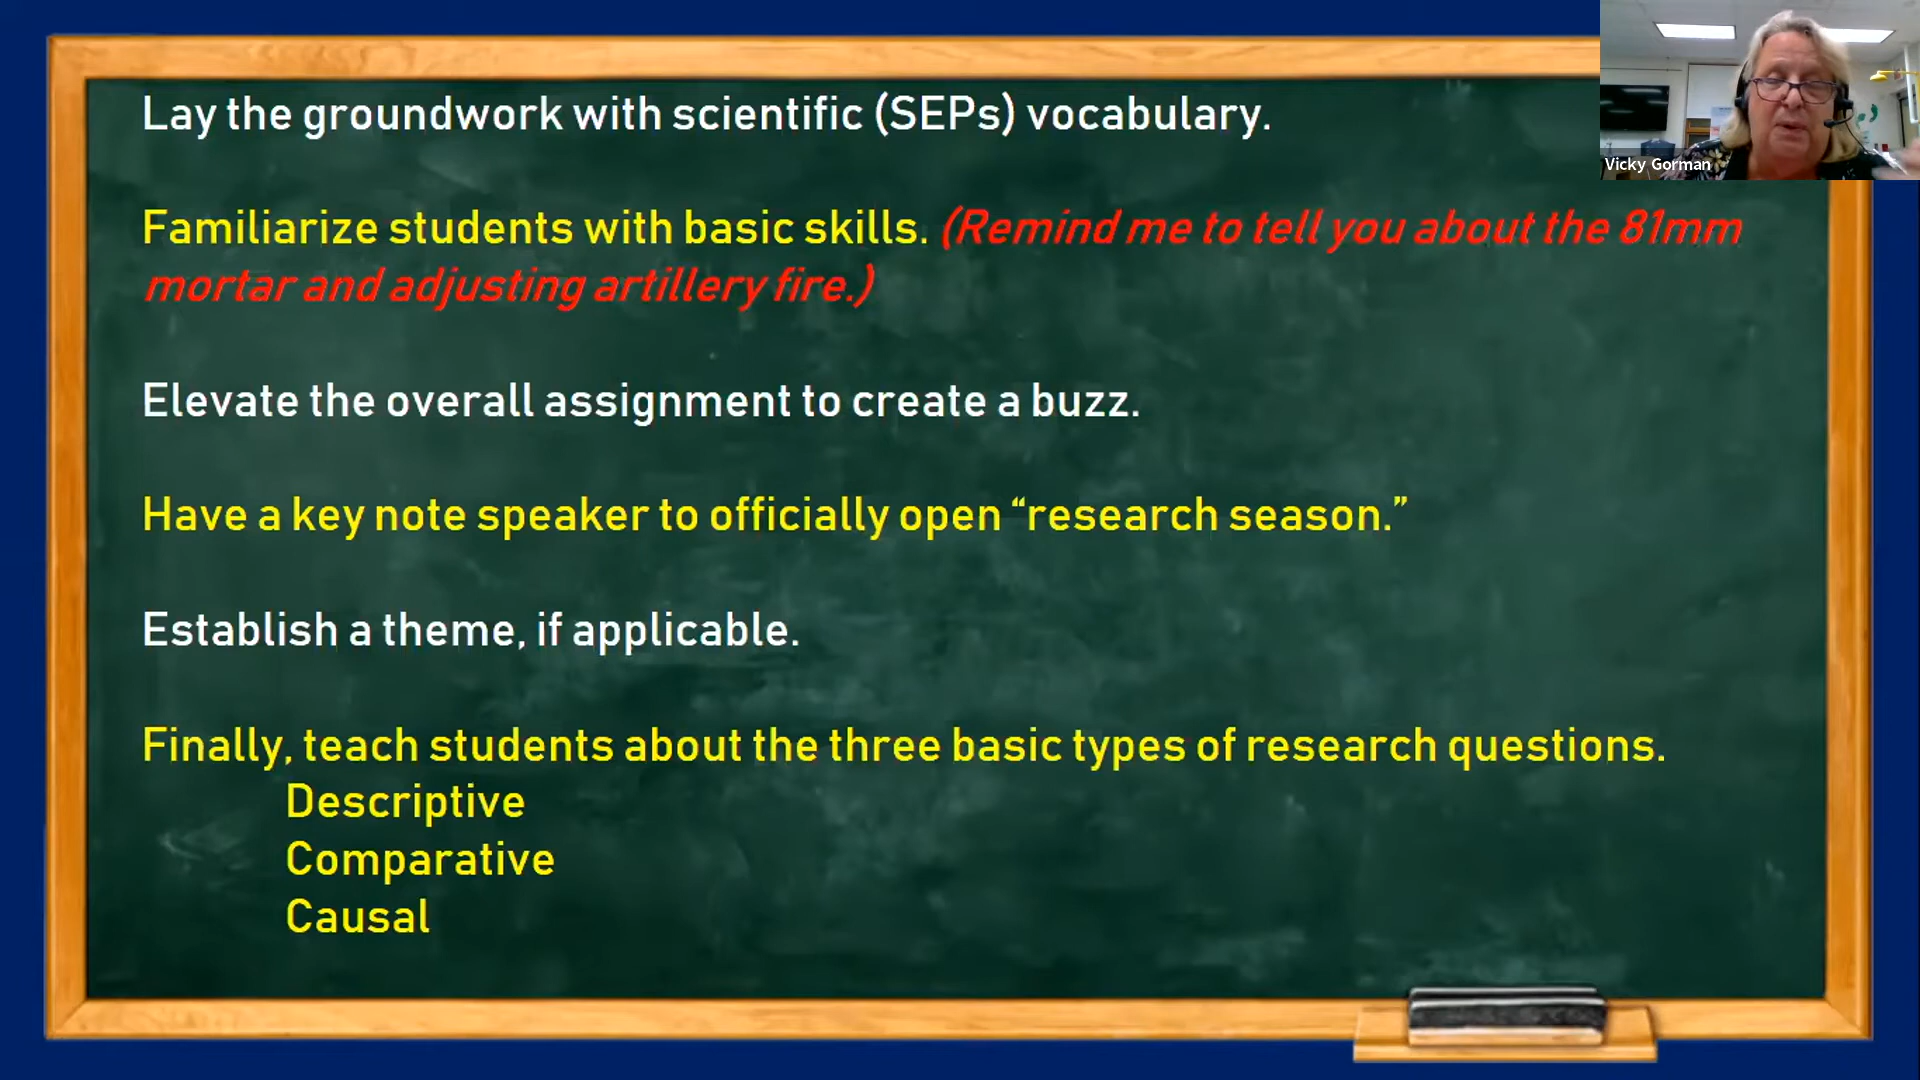 Lay the groundwork with scientific (SEPs) vocabulary.
Familiarize students with basic skills. (Remind me to tell you about the 81mm
mortar and adjusting artillery fire.)
Elevate the overall assignment to create a buzz.
Have a key note speaker to officially open “research season.”
Establish a theme, if applicable.
Finally, teach students about the three basic types of research questions.
Descriptive
Comparative
Causal
Vicky Gorman